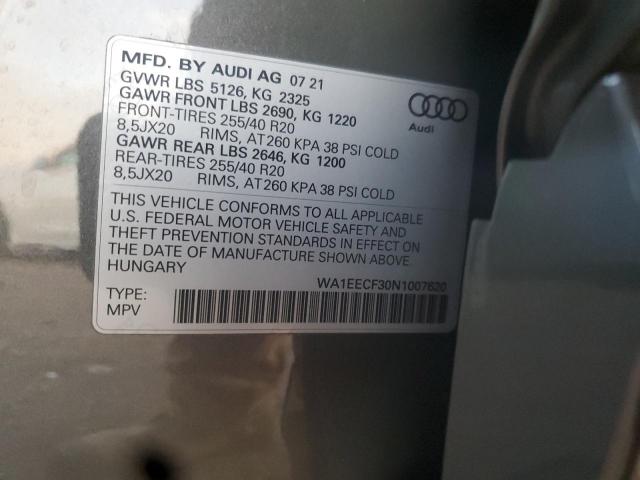 MFD. BY AUDI AG 07 21
GVWR LBS 5126, KG 2325
GAWR FRONT LBS 2690, KG 1220
FRONT-TIRES 255/40 R20
8,5JX20 RIMS, AT 260 KPA 38 PSI COLD
GAWR REAR LBS 2646, KG 1200
REAR-TIRES 255/40 R20
8,5JX20 RIMS, AT 260 KPA 38 PSI COLD
Audi
THIS VEHICLE CONFORMS TO ALL APPLICABLE
U.S. FEDERAL MOTOR VEHICLE SAFETY AND
THEFT PREVENTION STANDARDS IN EFFECT ON
THE DATE OF MANUFACTURE SHOWN ABOVE.
HUNGARY
WA1EECF30N1007620
TYPE:
MPV